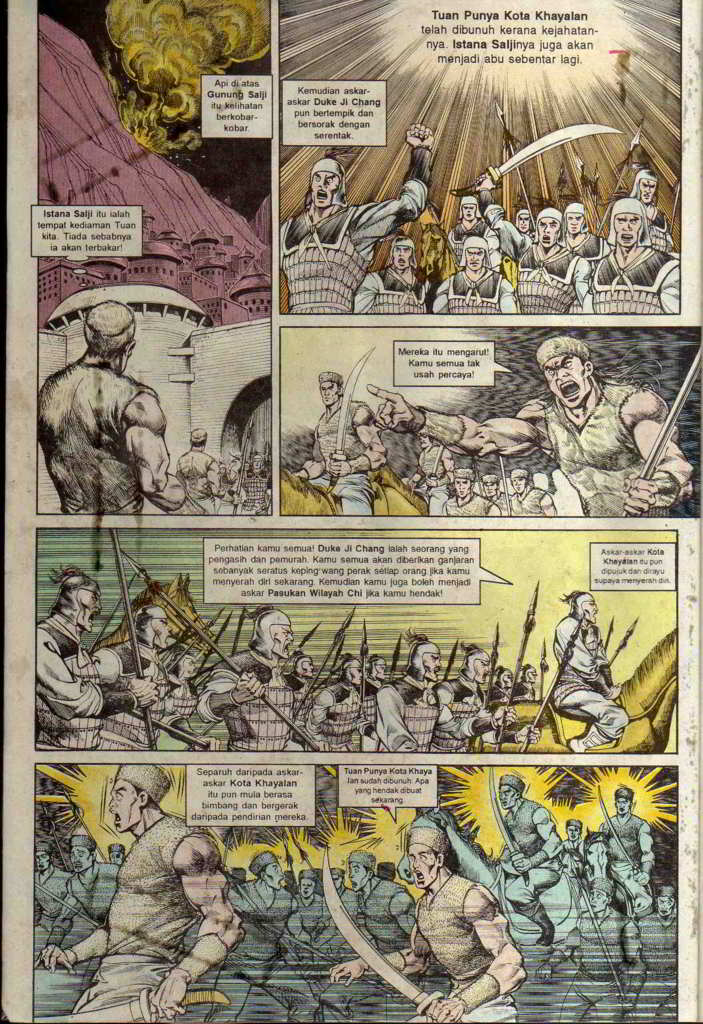 Api di atas
Gunung Salji
itu kelihatan
berkobar-
kobar.
Istana Salji itu ialah
tempat kediaman Tuan
kita. Tiada sebabnya
ia akan terbakar!
Tuan Punya Kota Khayalan
telah dibunuh kerana kejahatan-
nya. Istana Saljinya juga akan
menjadi abu sebentar lagi.
Kemudian askar-
askar Duke Ji Chang
pun bertempik dan
bersorak dengan
serentak.
Mereka itu mengarut!
Kamu semua tak
usah percaya!
Perhatian kamu semua! Duke Ji Chang ialah seorang yang
pengasih dan pemurah. Kamu semua akan diberikan ganjaran
sebanyak seratus keping wang perak setiap orang jika kamu
menyerah diri sekarang. Kemudian kamu juga boleh menjadi
askar Pasukan Wilayah Chi jika kamu hendak!
Askar-askar Kota
Khayalan itu pun
dipujuk dan dirayu
supaya menyerah diri.
Separuh daripada askar-
askar Kota Khayalan
itu pun mula berasa
bimbang dan bergerak
daripada pendirian mereka.
Tuan Punya Kota Khaya
lan sudah dibunuh. Apa
yang hendak dibuat
sekarang.